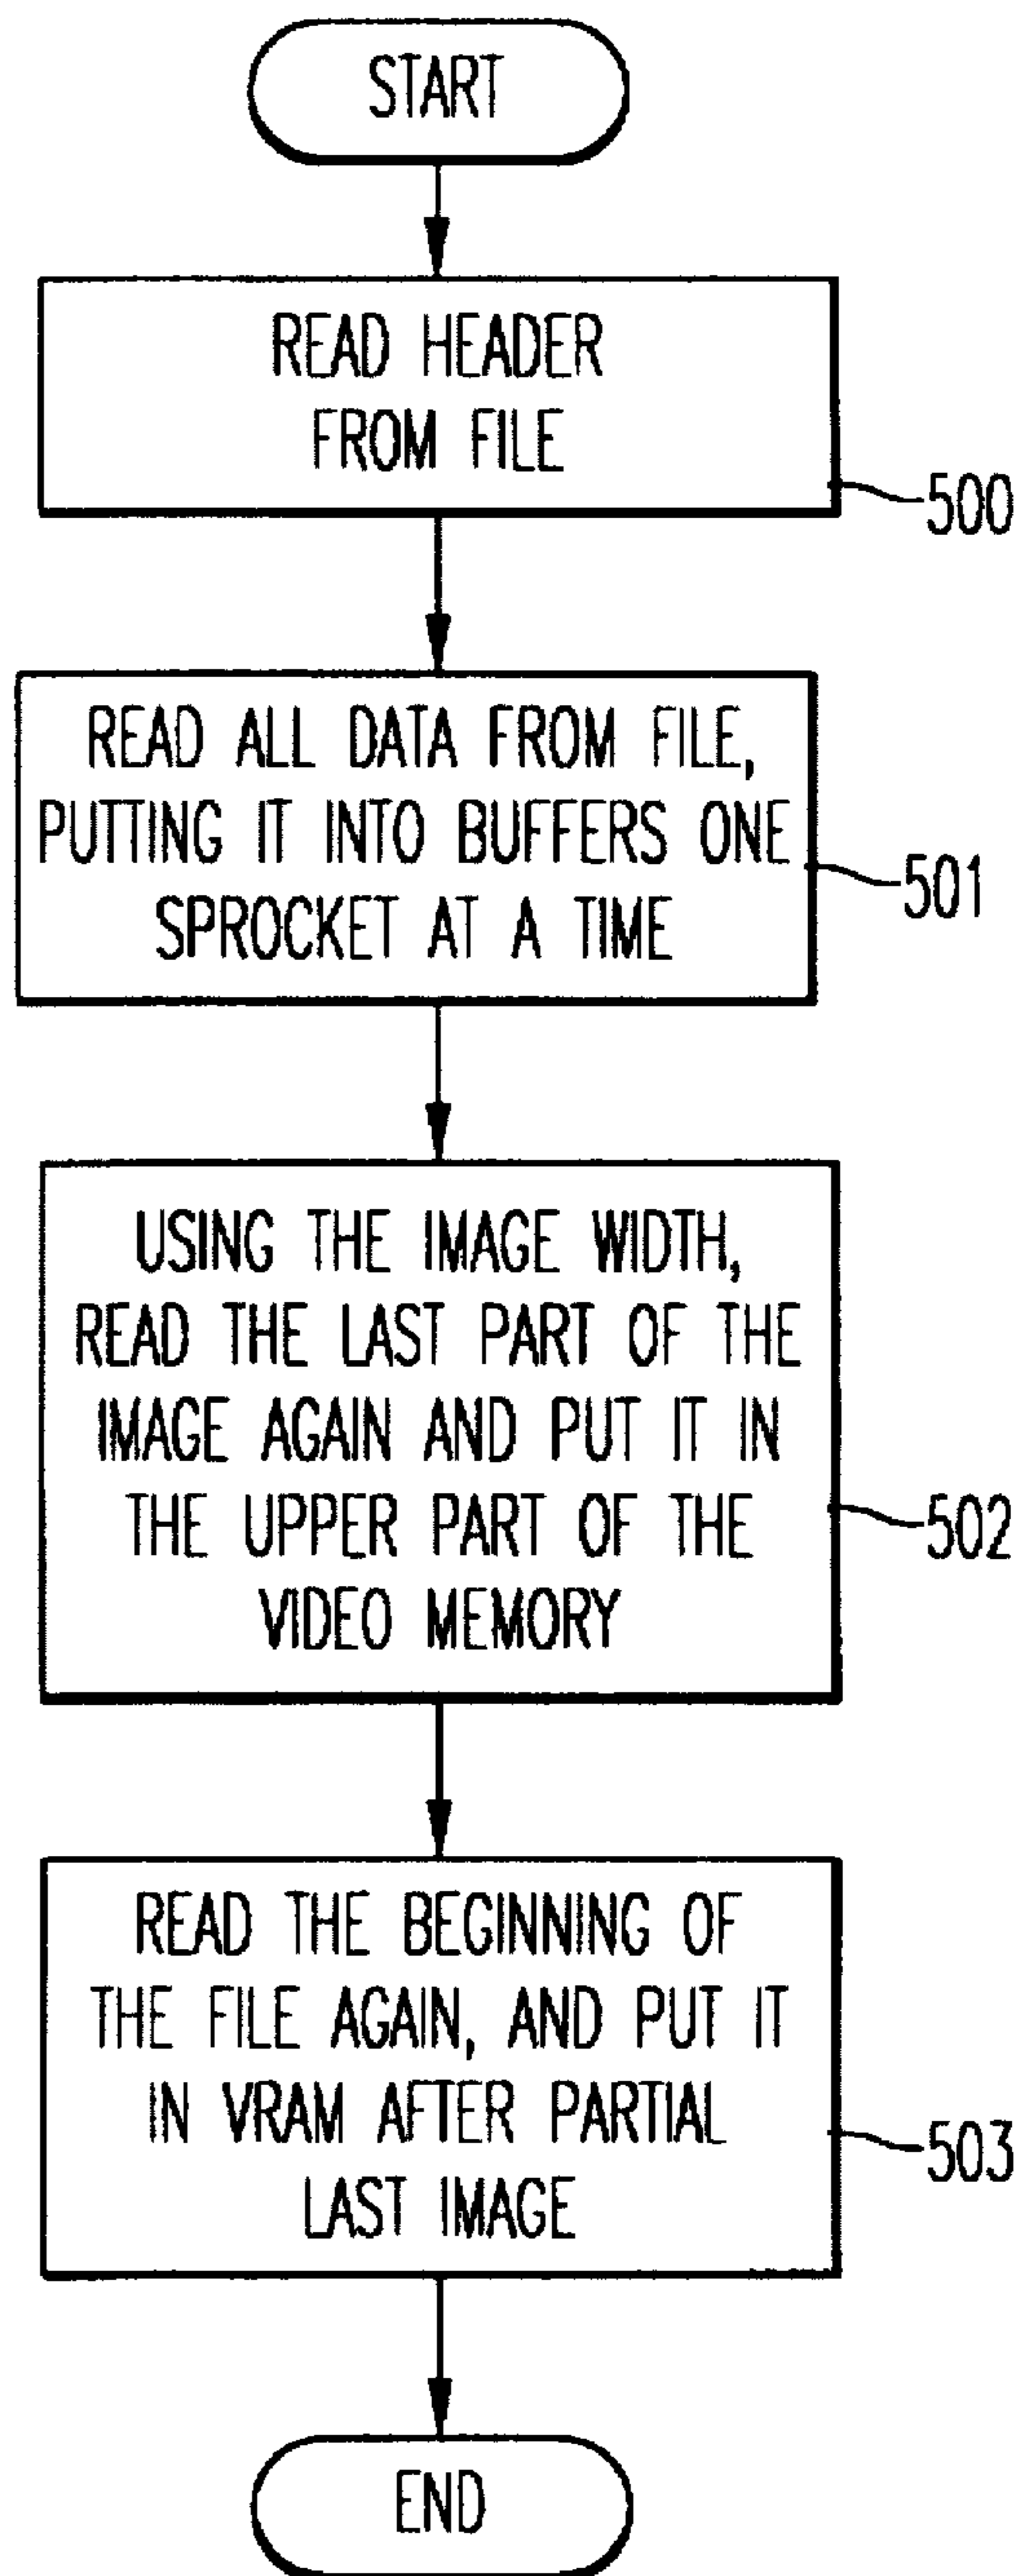 START
READ HEADER
FROM FILE
500
READ ALL DATA FROM FILE,
PUTTING IT INTO BUFFERS ONE
SPROCKET AT A TIME
501
USING THE IMAGE WIDTH,
READ THE LAST PART OF THE
IMAGE AGAIN AND PUT IT IN
THE UPPER PART OF THE
VIDEO MEMORY
502
READ THE BEGINNING OF
THE FILE AGAIN, AND PUT IT
IN VRAM AFTER PARTIAL
LAST IMAGE
503
END